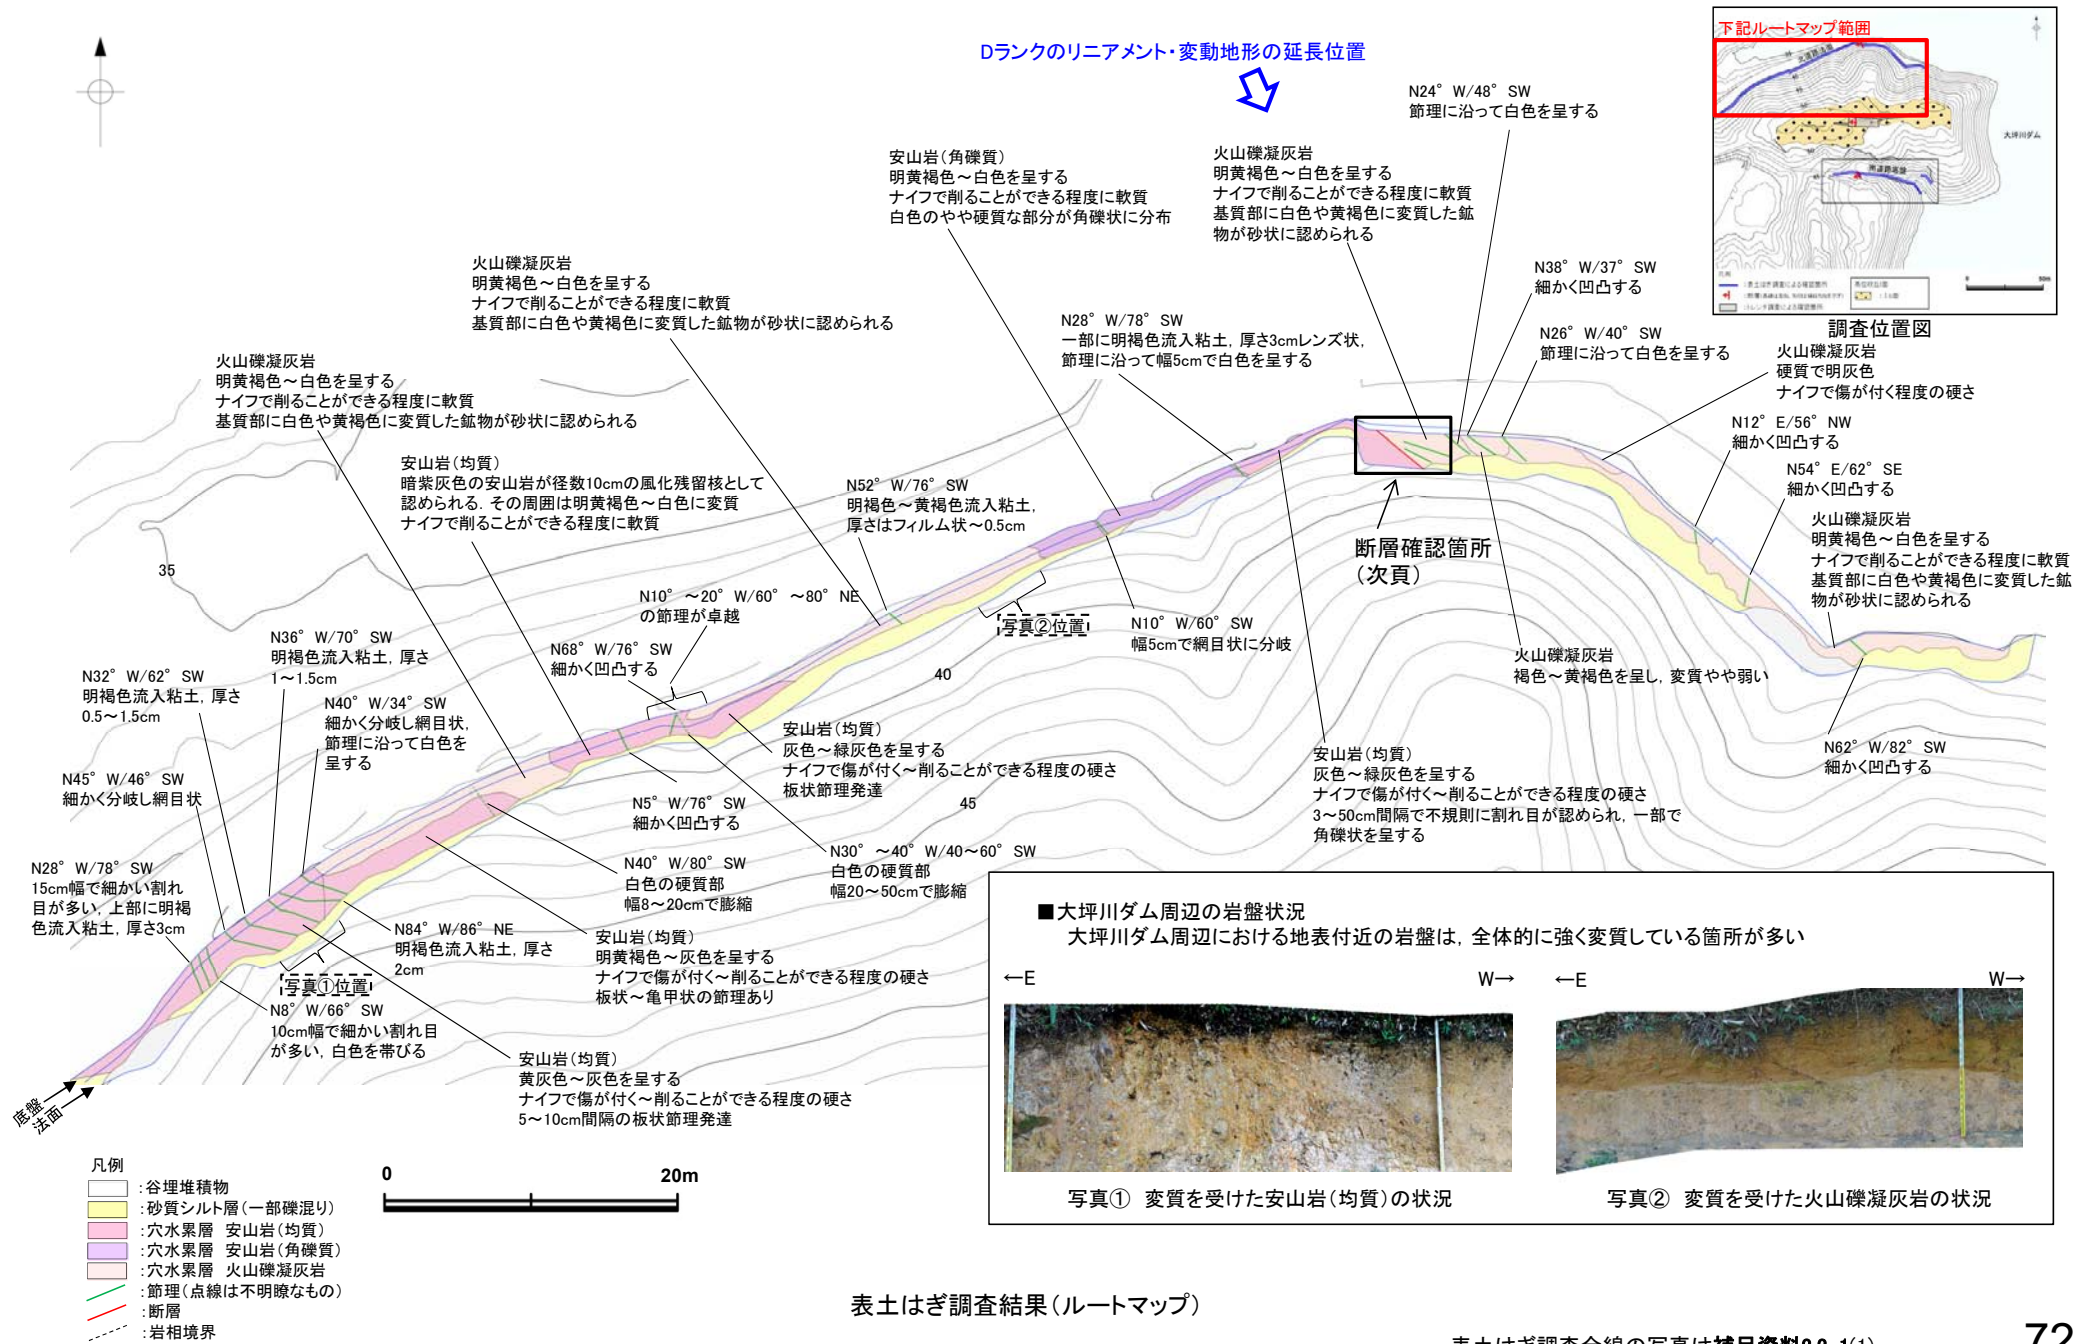 Dランクのリニアメント・変動地形の延長位置
下記ルートマップ範囲
大坪川ダム
調査位置図
N24°W/48°SW
節理に沿って白色を呈する
安山岩(角礫質)
明黄褐色～白色を呈する
ナイフで削ることができる程度に軟質
白色のやや硬質な部分が角礫状に分布
火山礫凝灰岩
明黄褐色～白色を呈する
ナイフで削ることができる程度に軟質
基質部に白色や黄褐色に変質した鉱
物が砂状に認められる
N38°W/37°SW
細かく凹凸する
N26°W/40°SW
節理に沿って白色を呈する
火山礫凝灰岩
明黄褐色～白色を呈する
ナイフで削ることができる程度に軟質
基質部に白色や黄褐色に変質した鉱物が砂状に認められる
N28°W/78°SW
一部に明褐色流入粘土, 厚さ3cmレンズ状,
節理に沿って幅5cmで白色を呈する
火山礫凝灰岩
硬質で明灰色
ナイフで傷が付く程度の硬さ
火山礫凝灰岩
明黄褐色～白色を呈する
ナイフで削ることができる程度に軟質
基質部に白色や黄褐色に変質した鉱物が砂状に認められる
N12°E/56°NW
細かく凹凸する
N54°E/62°SE
細かく凹凸する
安山岩(均質)
暗紫灰色の安山岩が径数10cmの風化残留核として
認められる. その周囲は明黄褐色～白色に変質
ナイフで削ることができる程度に軟質
N52°W/76°SW
明褐色～黄褐色流入粘土,
厚さはフィルム状～0.5cm
断層確認箇所
(次頁)
火山礫凝灰岩
明黄褐色～白色を呈する
ナイフで削ることができる程度に軟質
基質部に白色や黄褐色に変質した鉱
物が砂状に認められる
35
N10°～20°W/60°～80°NE
の節理が卓越
写真②位置
N10°W/60°SW
幅5cmで網目状に分岐
N36°W/70°SW
明褐色流入粘土, 厚さ
1～1.5cm
N68°W/76°SW
細かく凹凸する
40
火山礫凝灰岩
褐色～黄褐色を呈し, 変質やや弱い
N32°W/62°SW
明褐色流入粘土, 厚さ
0.5～1.5cm
N40°W/34°SW
細かく分岐し網目状,
節理に沿って白色を
呈する
安山岩(均質)
灰色～緑灰色を呈する
ナイフで傷が付く～削ることができる程度の硬さ
板状節理発達
安山岩(均質)
灰色～緑灰色を呈する
ナイフで傷が付く～削ることができる程度の硬さ
3～50cm間隔で不規則に割れ目が認められ, 一部で
角礫状を呈する
N62°W/82°SW
細かく凹凸する
N45°W/46°SW
細かく分岐し網目状
N5°W/76°SW
細かく凹凸する
45
N28°W/78°SW
15cm幅で細かい割れ
目が多い, 上部に明褐
色流入粘土, 厚さ3cm
N40°W/80°SW
白色の硬質部
幅8～20cmで膨縮
N30°～40°W/40～60°SW
白色の硬質部
幅20～50cmで膨縮
N84°W/86°NE
明褐色流入粘土, 厚さ
2cm
安山岩(均質)
明黄褐色～灰色を呈する
ナイフで傷が付く～削ることができる程度の硬さ
板状～亀甲状の節理あり
写真①位置
N8°W/66°SW
10cm幅で細かい割れ目
が多い, 白色を帯びる
安山岩(均質)
黄灰色～灰色を呈する
ナイフで傷が付く～削ることができる程度の硬さ
5～10cm間隔の板状節理発達
底盤
法面
■大坪川ダム周辺の岩盤状況
大坪川ダム周辺における地表付近の岩盤は, 全体的に強く変質している箇所が多い
←E
W→
←E
W→
写真① 変質を受けた安山岩(均質)の状況
写真② 変質を受けた火山礫凝灰岩の状況
凡例
:谷埋堆積物
:砂質シルト層(一部礫混り)
:穴水累層 安山岩(均質)
:穴水累層 安山岩(角礫質)
:穴水累層 火山礫凝灰岩
:節理(点線は不明瞭なもの)
:断層
:岩相境界
0
20m
表土はぎ調査結果(ルートマップ)
72